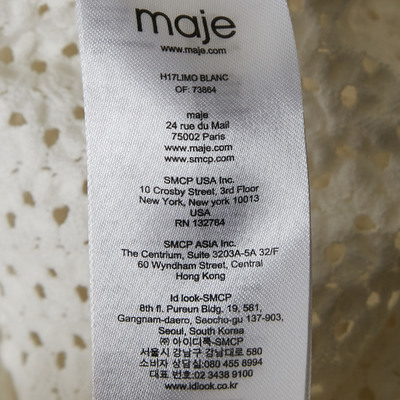 maje
www.maje.com
H17LIMO BLANC
OF: 73864
maje
24 rue du Mail
75002 Paris
www.maje.com
www.smcp.com
SMCP USA Inc.
10 Crosby Street, 3rd Floor
New York, New york 10013
USA
RN 132784
SMCP ASIA Inc.
The Centrium, Suite 3203A-5A 32/F
60 Wyndham Street, Central
Hong Kong
Id look-SMCP
8th fl. Pureun Bldg. 19, 581,
Gangnam-daero, Seocho-gu 137-903,
Seoul, South Korea
㈜ 아이디룩-SMCP
서울시 강남구 강남대로 580
소비자 상담실:080 455 8994
대표 번호:02 3438 9100
www.idlook.co.kr